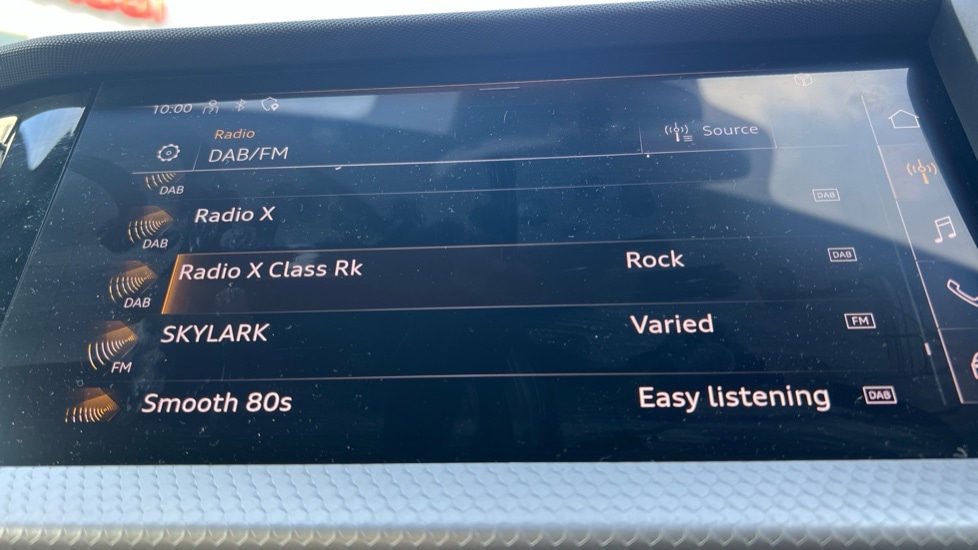 10:00
Radio
DAB/FM
Source
DAB
Radio X
DAB
DAB
Radio X Class Rk
Rock
DAB
DAB
SKYLARK
Varied
FM
FM
Smooth 80s
Easy listening
DAB